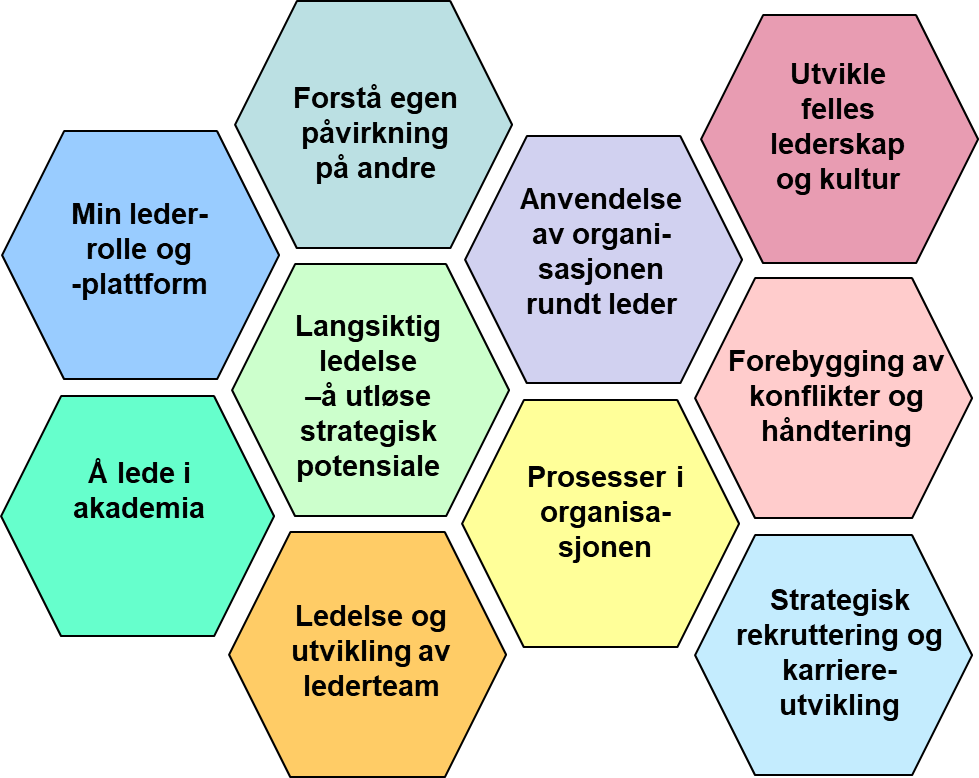 Forstå egen
påvirkning
på andre
Utvikle
felles
lederskap
og kultur
Min leder-
rolle og
-plattform
Anvendelse
av organi-
sasjonen
rundt leder
Langsiktig
ledelse
–å utløse
strategisk
potensiale
Forebygging av
konflikter og
håndtering
Å lede i
akademia
Prosesser i
organisa-
sjonen
Ledelse og
utvikling av
lederteam
Strategisk
rekruttering og
karriere-
utvikling